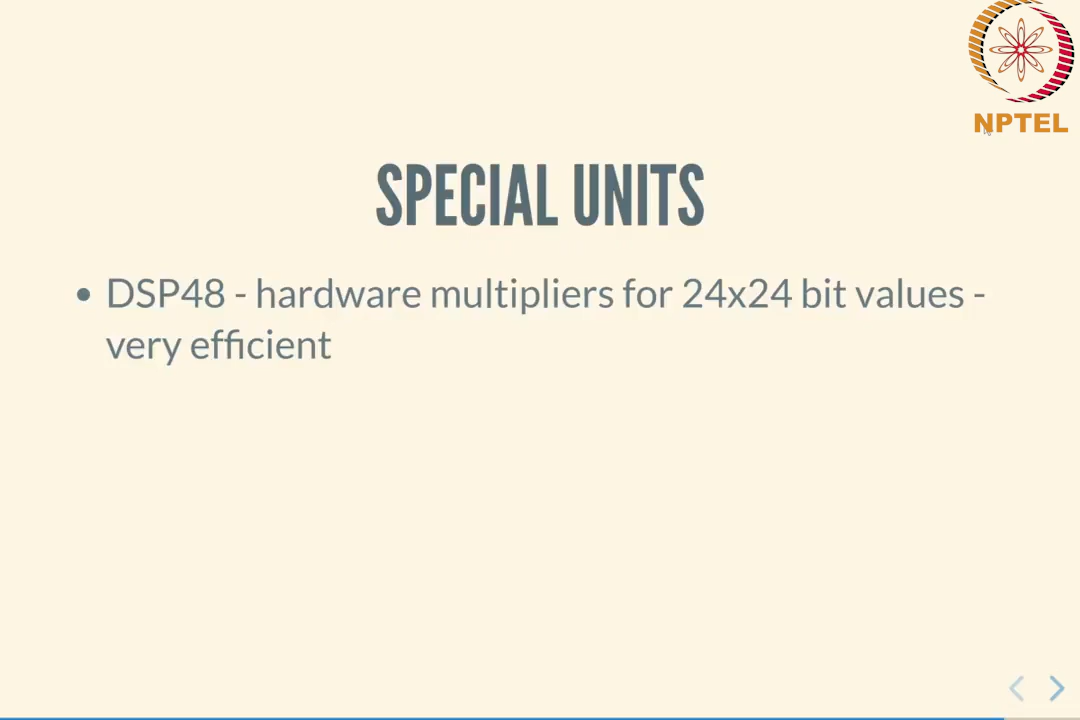 NPTEL
SPECIAL UNITS
• DSP48 - hardware multipliers for 24x24 bit values -
very efficient